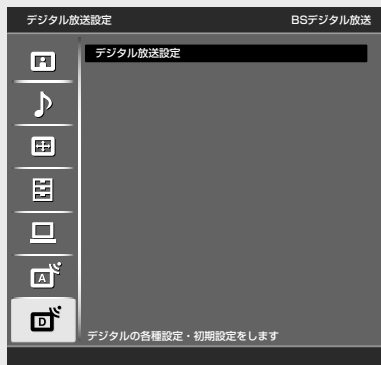 デジタル放送設定 BSデジタル放送
デジタル放送設定
A
D
デジタルの各種設定・初期設定をします